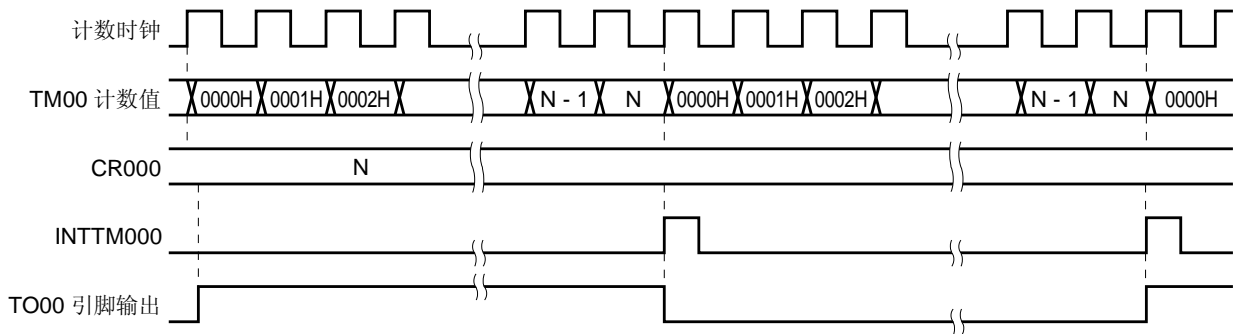 计数时钟
TM00 计数值 0000H 0001H 0002H N - 1 N 0000H 0001H 0002H N - 1 N 0000H
CR000 N
INTTM000
TO00 引脚输出